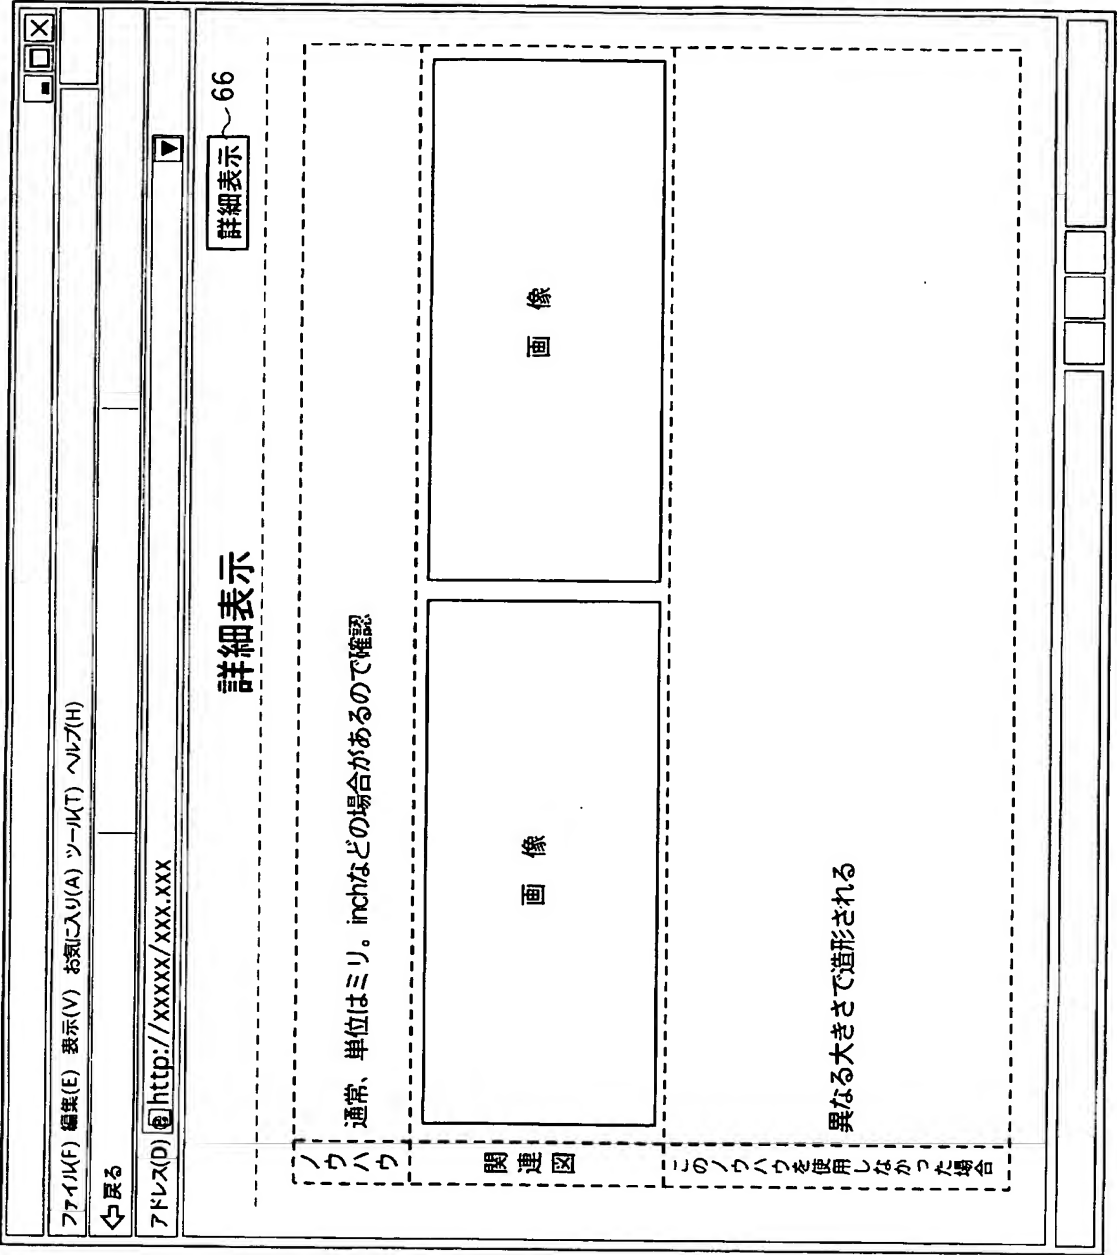 ファイル(F) 編集(E) 表示(V) お気に入り(A) ツール(T) ヘルプ(H)
戻る
アドレス(D) http://xxxxx/xxx.xxx
詳細表示
詳細表示 66
ノウハウ
通常、単位はミリ。inchなどの場合があるので確認
関連図
画像
画像
このノウハウを使用しなかった場合
異なる大きさで造形される